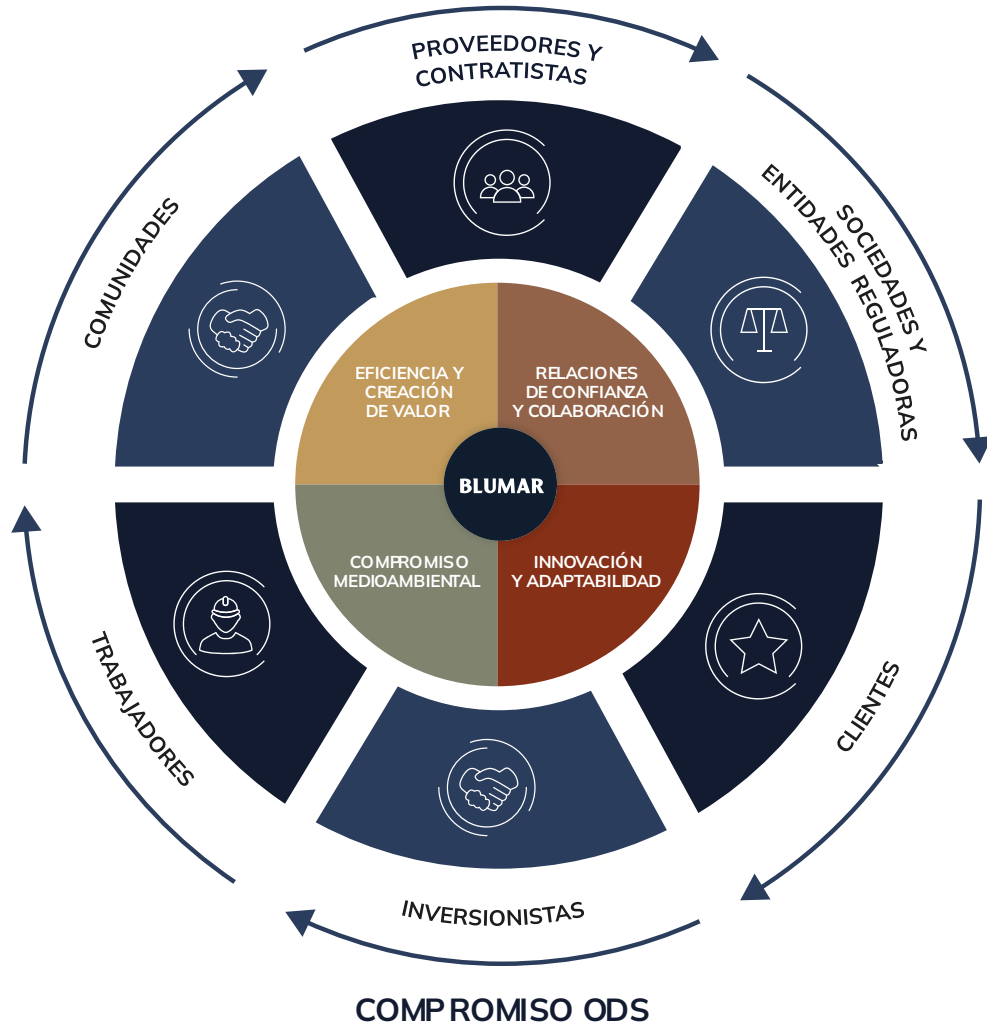 PROVEEDORES Y
CONTRATISTAS
SOCIEDADES Y
ENTIDADES REGULADORAS
CLIENTES
INVERSIONISTAS
TRABAJADORES
COMUNIDADES
EFICIENCIA Y
CREACIÓN
DE VALOR
RELACIONES
DE CONFIANZA
Y COLABORACIÓN
BLUMAR
COMPROMISO
MEDIOAMBIENTAL
INNOVACIÓN
Y ADAPTABILIDAD
COMPROMISO ODS